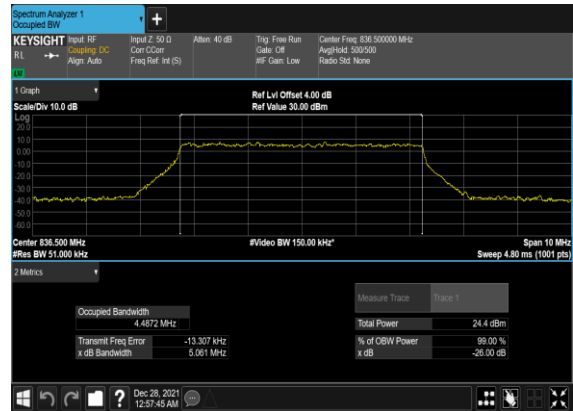 Spectrum Analyzer 1
Occupied BW
+
KEYSIGHT
RL
Input: RF
Coupling: DC
Align: Auto
Input Z: 50 Ω
Corr CCorr
Freq Ref: Int (S)
Atten: 40 dB
Trig: Free Run
Gate: Off
#IF Gain: Low
Center Freq: 836.500000 MHz
Avg|Hold: 500/500
Radio Std: None
1 Graph
Scale/Div 10.0 dB
Ref Lvl Offset 4.00 dB
Ref Value 30.00 dBm
Log
20.0
10.0
0.00
-10.0
-20.0
-30.0
-40.0
-50.0
-60.0
Center 836.500 MHz
#Res BW 51.000 kHz
#Video BW 150.00 kHz*
Span 10 MHz
Sweep 4.80 ms (1001 pts)
2 Metrics
Measure Trace Trace 1
Occupied Bandwidth
4.4872 MHz
Total Power 24.4 dBm
Transmit Freq Error -13.307 kHz
% of OBW Power 99.00 %
x dB Bandwidth 5.061 MHz
x dB -26.00 dB
?
Dec 28, 2021
12:57:45 AM